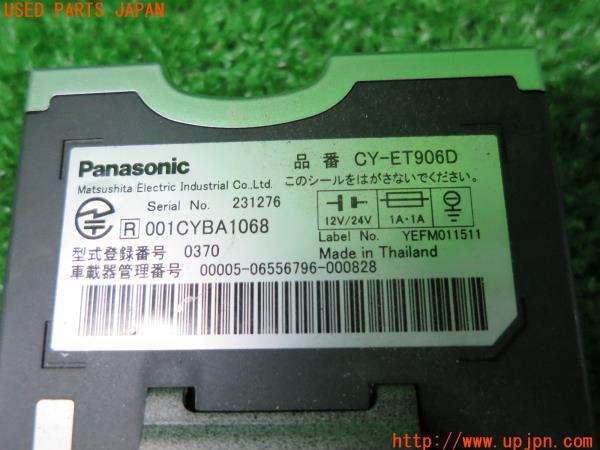 USED PARTS JAPAN
Panasonic
品 番 CY-ET906D
Matsushita Electric Industrial Co.,Ltd.
このシールをはがさないでください。
Serial No. 231276
R 001CYBA1068
12V/24V
1A·1A
Label No. YEFM011511
型式登録番号 0370
Made in Thailand
車載器管理番号 00005-06556796-000828
http://www.upjpn.com/